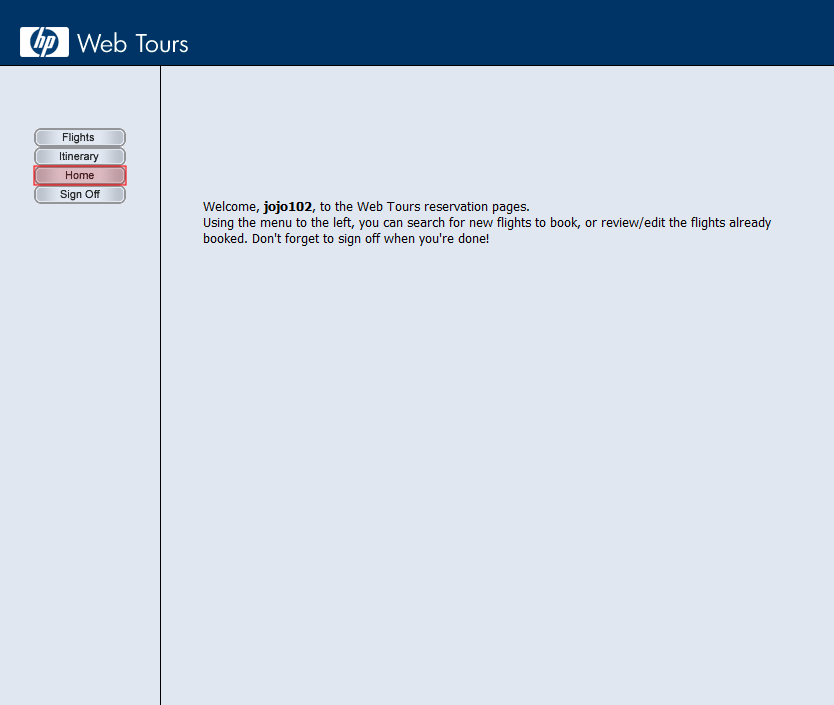 hp Web Tours
Flights
Itinerary
Home
Sign Off
Welcome, jojo102, to the Web Tours reservation pages.
Using the menu to the left, you can search for new flights to book, or review/edit the flights already
booked. Don't forget to sign off when you're done!